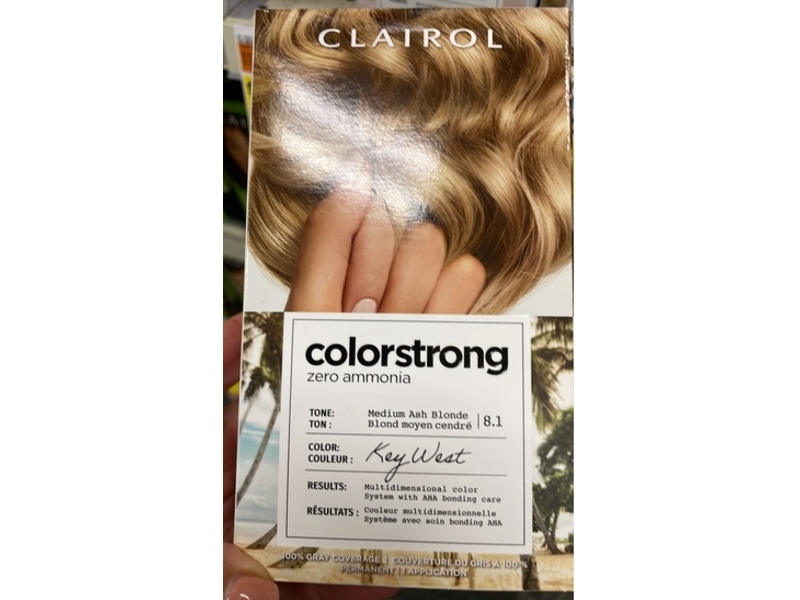 CLAIROL
colorstrong
zero ammonia
TONE: Medium Ash Blonde
TON : Blond moyen cendré | 8.1
COLOR:
COULEUR : Key West
RESULTS: Multidimensional color
System with AHA bonding care
RÉSULTATS : Couleur multidimensionnelle
Système avec soin bonding AHA
100% GRAY COVERAGE | COUVERTURE DU GRIS À 100%
PERMANENT | 1 APPLICATION